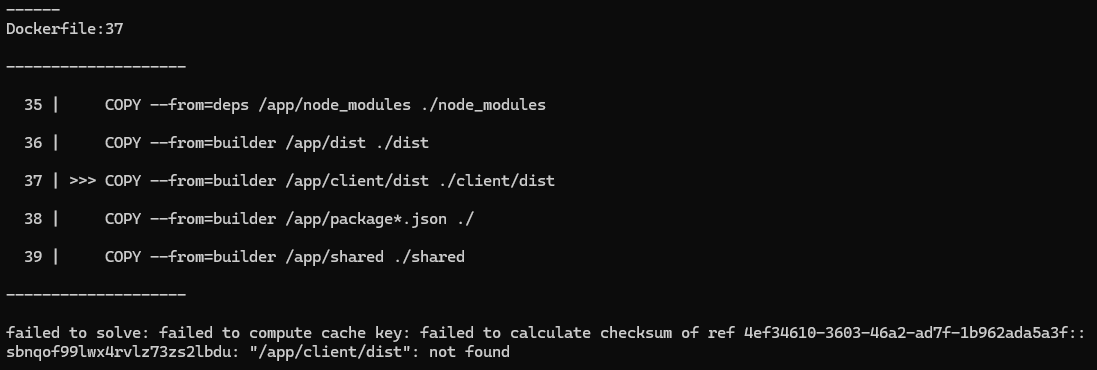 ------
Dockerfile:37
--------------------
35 |     COPY --from=deps /app/node_modules ./node_modules
36 |     COPY --from=builder /app/dist ./dist
37 | >>> COPY --from=builder /app/client/dist ./client/dist
38 |     COPY --from=builder /app/package*.json ./
39 |     COPY --from=builder /app/shared ./shared
--------------------
failed to solve: failed to compute cache key: failed to calculate checksum of ref 4ef34610-3603-46a2-ad7f-1b962ada5a3f::
sbnqof99lwx4rvlz73zs2lbdu: "/app/client/dist": not found